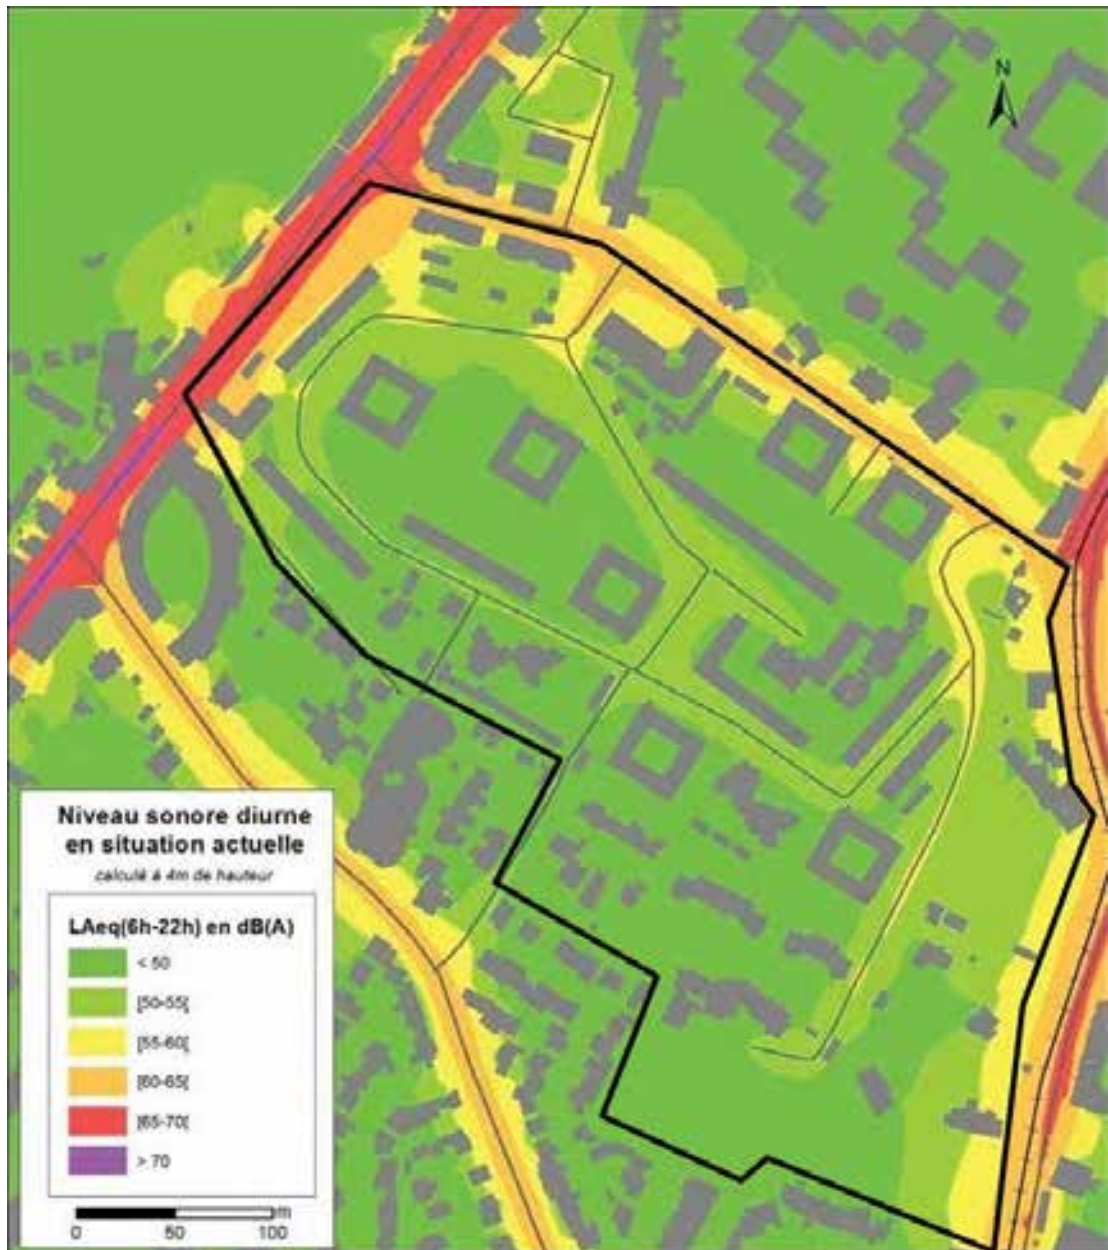 N
Niveau sonore diurne
en situation actuelle
calculé à 4m de hauteur
LAeq(6h-22h) en dB(A)
< 50
[50-55[
[55-60[
[60-65[
[65-70[
> 70
m
0 50 100